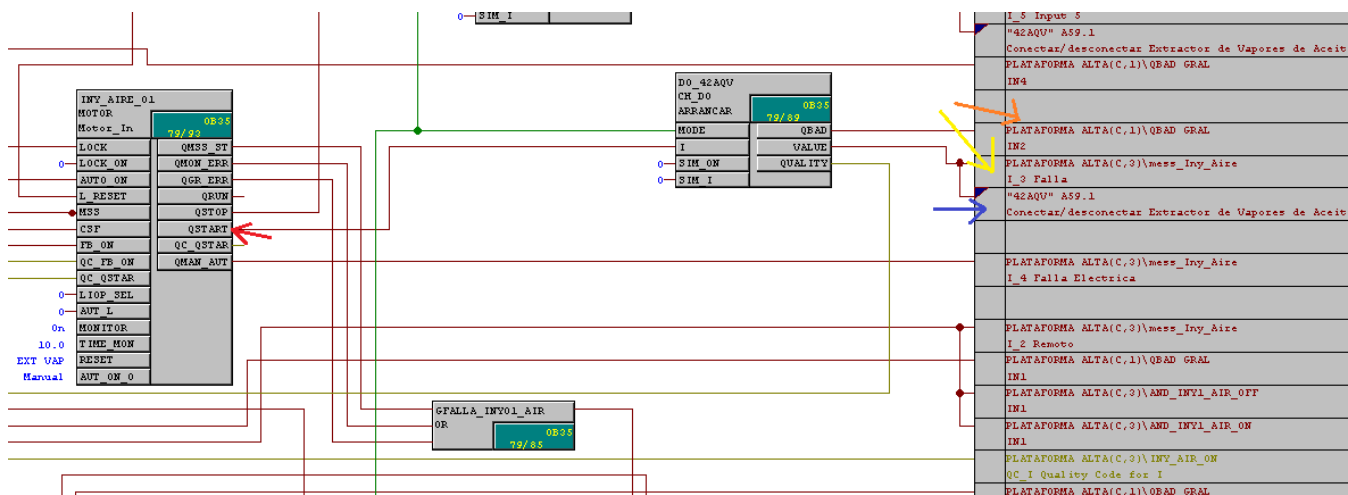 0
SIM_I
I_5 Input 5
"42AQV" A59.1
Conectar/desconectar Extractor de Vapores de Aceit
PLATAFORMA ALTA(C,1)\QBAD GRAL
IN4
INY_AIRE_01
MOTOR
Motor_In
OB35
79/93
LOCK
QMSS_ST
0
LOCK_ON
QMON_ERR
AUTO_ON
QGR_ERR
L_RESET
QRUN
MSS
QSTOP
CSF
QSTART
FB_ON
QC_QSTAR
QC_FB_ON
QMAN_AUT
QC_QSTAR
0
LIOP_SEL
0
AUT_L
On
MONITOR
10.0
TIME_MON
EXT VAP
RESET
Manual
AUT_ON_O
DO_42AQV
CH_DO
ARRANCAR
OB35
79/89
MODE
QBAD
I
VALUE
0
SIM_ON
QUALITY
0
SIM_I
PLATAFORMA ALTA(C,1)\QBAD GRAL
IN2
PLATAFORMA ALTA(C,3)\mess_Iny_Aire
I_3 Falla
"42AQV" A59.1
Conectar/desconectar Extractor de Vapores de Aceit
PLATAFORMA ALTA(C,3)\mess_Iny_Aire
I_4 Falla Electrica
PLATAFORMA ALTA(C,3)\mess_Iny_Aire
I_2 Remoto
PLATAFORMA ALTA(C,1)\QBAD GRAL
IN1
PLATAFORMA ALTA(C,3)\AND_INY1_AIR_OFF
IN1
PLATAFORMA ALTA(C,3)\AND_INY1_AIR_ON
IN1
PLATAFORMA ALTA(C,3)\INY_AIR_ON
QC_I Quality Code for I
PLATAFORMA ALTA(C,1)\QBAD GRAL
GFALLA_INY01_AIR
OR
OB35
79/85